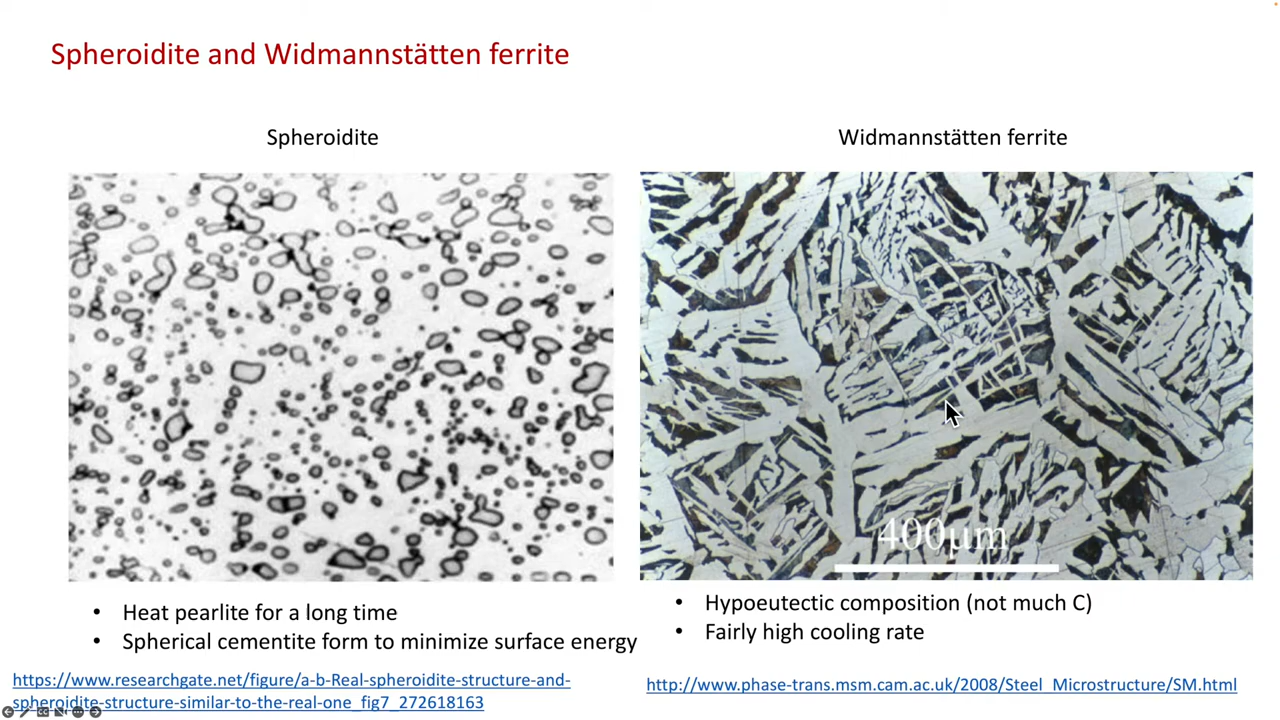 Spheroidite and Widmannstätten ferrite
Spheroidite
Widmannstätten ferrite
400μm
• Heat pearlite for a long time
• Spherical cementite form to minimize surface energy
• Hypoeutectic composition (not much C)
• Fairly high cooling rate
https://www.researchgate.net/figure/a-b-Real-spheroidite-structure-and-
spheroidite-structure-similar-to-the-real-one_fig7_272618163
http://www.phase-trans.msm.cam.ac.uk/2008/Steel_Microstructure/SM.html